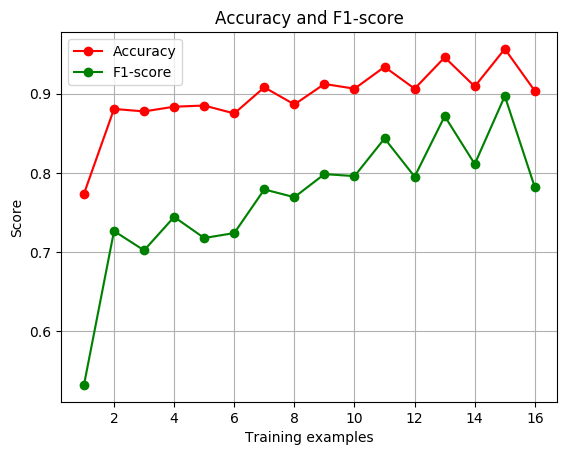 Accuracy and F1-score
Accuracy
F1-score
Score
0.9
0.8
0.7
0.6
2 4 6 8 10 12 14 16
Training examples